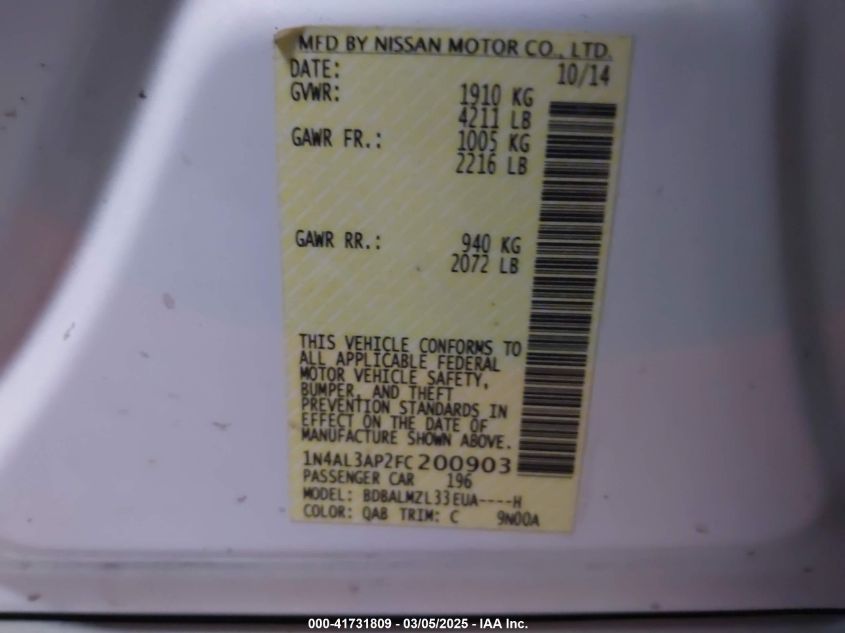 MFD BY NISSAN MOTOR CO., LTD.
DATE: 10/14
GVWR: 1910 KG
4211 LB
GAWR FR.: 1005 KG
2216 LB
GAWR RR.: 940 KG
2072 LB
THIS VEHICLE CONFORMS TO
ALL APPLICABLE FEDERAL
MOTOR VEHICLE SAFETY,
BUMPER, AND THEFT
PREVENTION STANDARDS IN
EFFECT ON THE DATE OF
MANUFACTURE SHOWN ABOVE.
1N4AL3AP2FC200903
PASSENGER CAR 196
MODEL: BDBALMZL33EUA----H
COLOR: QAB TRIM: C 9N00A
000-41731809 - 03/05/2025 - IAA Inc.